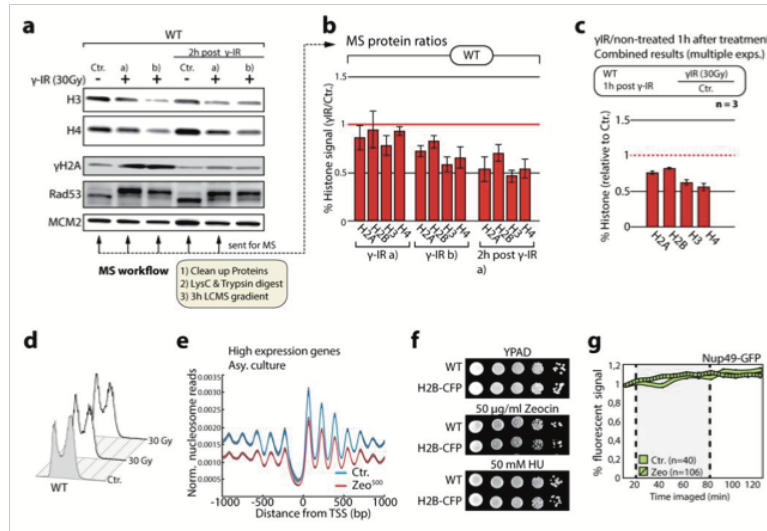 a
WT
2h post γ-IR
Ctr. a) b) Ctr. a) b)
γ-IR (30Gy) - + + - + +
H3
H4
γH2A
Rad53
MCM2
sent for MS
MS workflow
1) Clean up Proteins
2) LysC & Trypsin digest
3) 3h LCMS gradient
b
MS protein ratios
WT
% Histone signal (γIR/Ctr.)
1.5
1
0.5
0
H2A H2B H3 H4 H2A H2B H3 H4 H2A H2B H3 H4
γ-IR a) γ-IR b) 2h post γ-IR
a)
c
γIR/non-treated 1h after treatment
Combined results (multiple exps.)
WT γIR (30Gy)
1h post γ-IR Ctr.
n = 3
% Histone (relative to Ctr.)
1.5
1
0.5
0
H2A H2B H3 H4
d
30 Gy
30 Gy
WT Ctr.
e
High expression genes
Asy. culture
Norm. nucleosome reads
0.0035
0.0030
0.0025
0.0020
0.0015
0.0010
0.0005
Ctr.
Zeo500
-1000 -500 0 500 1000
Distance from TSS (bp)
f
YPAD
WT
H2B-CFP
50 μg/ml Zeocin
WT
H2B-CFP
50 mM HU
WT
H2B-CFP
g
Nup49-GFP
% fluorescent signal
1,2
1
0,8
0,6
0,4
0,2
0
Ctr. (n=40)
Zeo (n=106)
20 40 60 80 100 120
Time imaged (min)